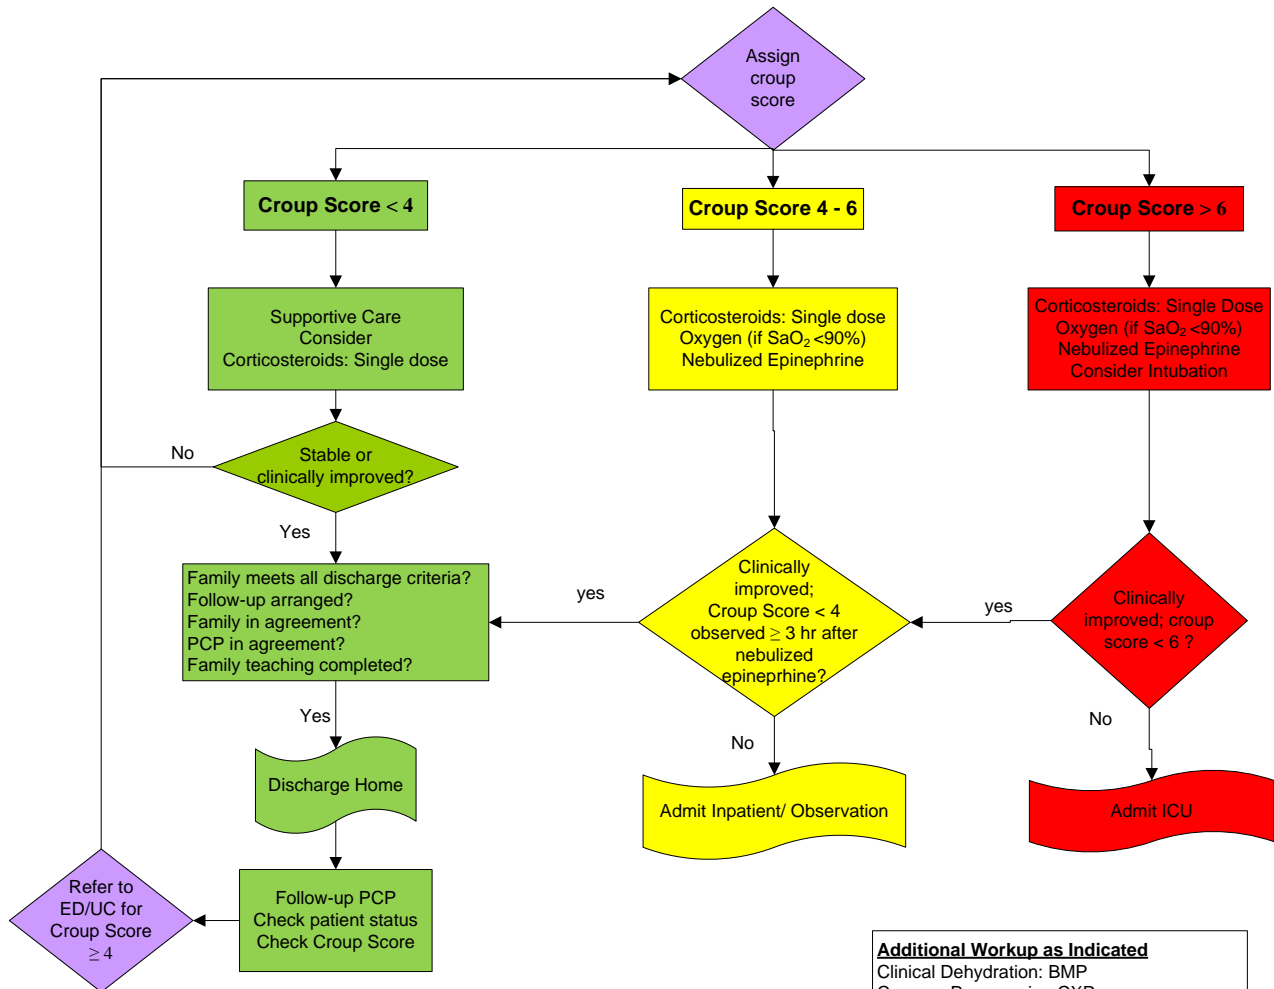 Assign
croup
score
Croup Score < 4
Croup Score 4 - 6
Croup Score > 6
Supportive Care
Consider
Corticosteroids: Single dose
Corticosteroids: Single dose
Oxygen (if SaO₂ <90%)
Nebulized Epinephrine
Corticosteroids: Single Dose
Oxygen (if SaO₂ <90%)
Nebulized Epinephrine
Consider Intubation
No
Stable or
clinically improved?
Yes
Family meets all discharge criteria?
Follow-up arranged?
Family in agreement?
PCP in agreement?
Family teaching completed?
yes
Clinically
improved;
Croup Score < 4
observed ≥ 3 hr after
nebulized
epineprhine?
yes
Clinically
improved; croup
score < 6 ?
Yes
No
No
Discharge Home
Admit Inpatient/ Observation
Admit ICU
Refer to
ED/UC for
Croup Score
≥ 4
Follow-up PCP
Check patient status
Check Croup Score
Additional Workup as Indicated
Clinical Dehydration: BMP